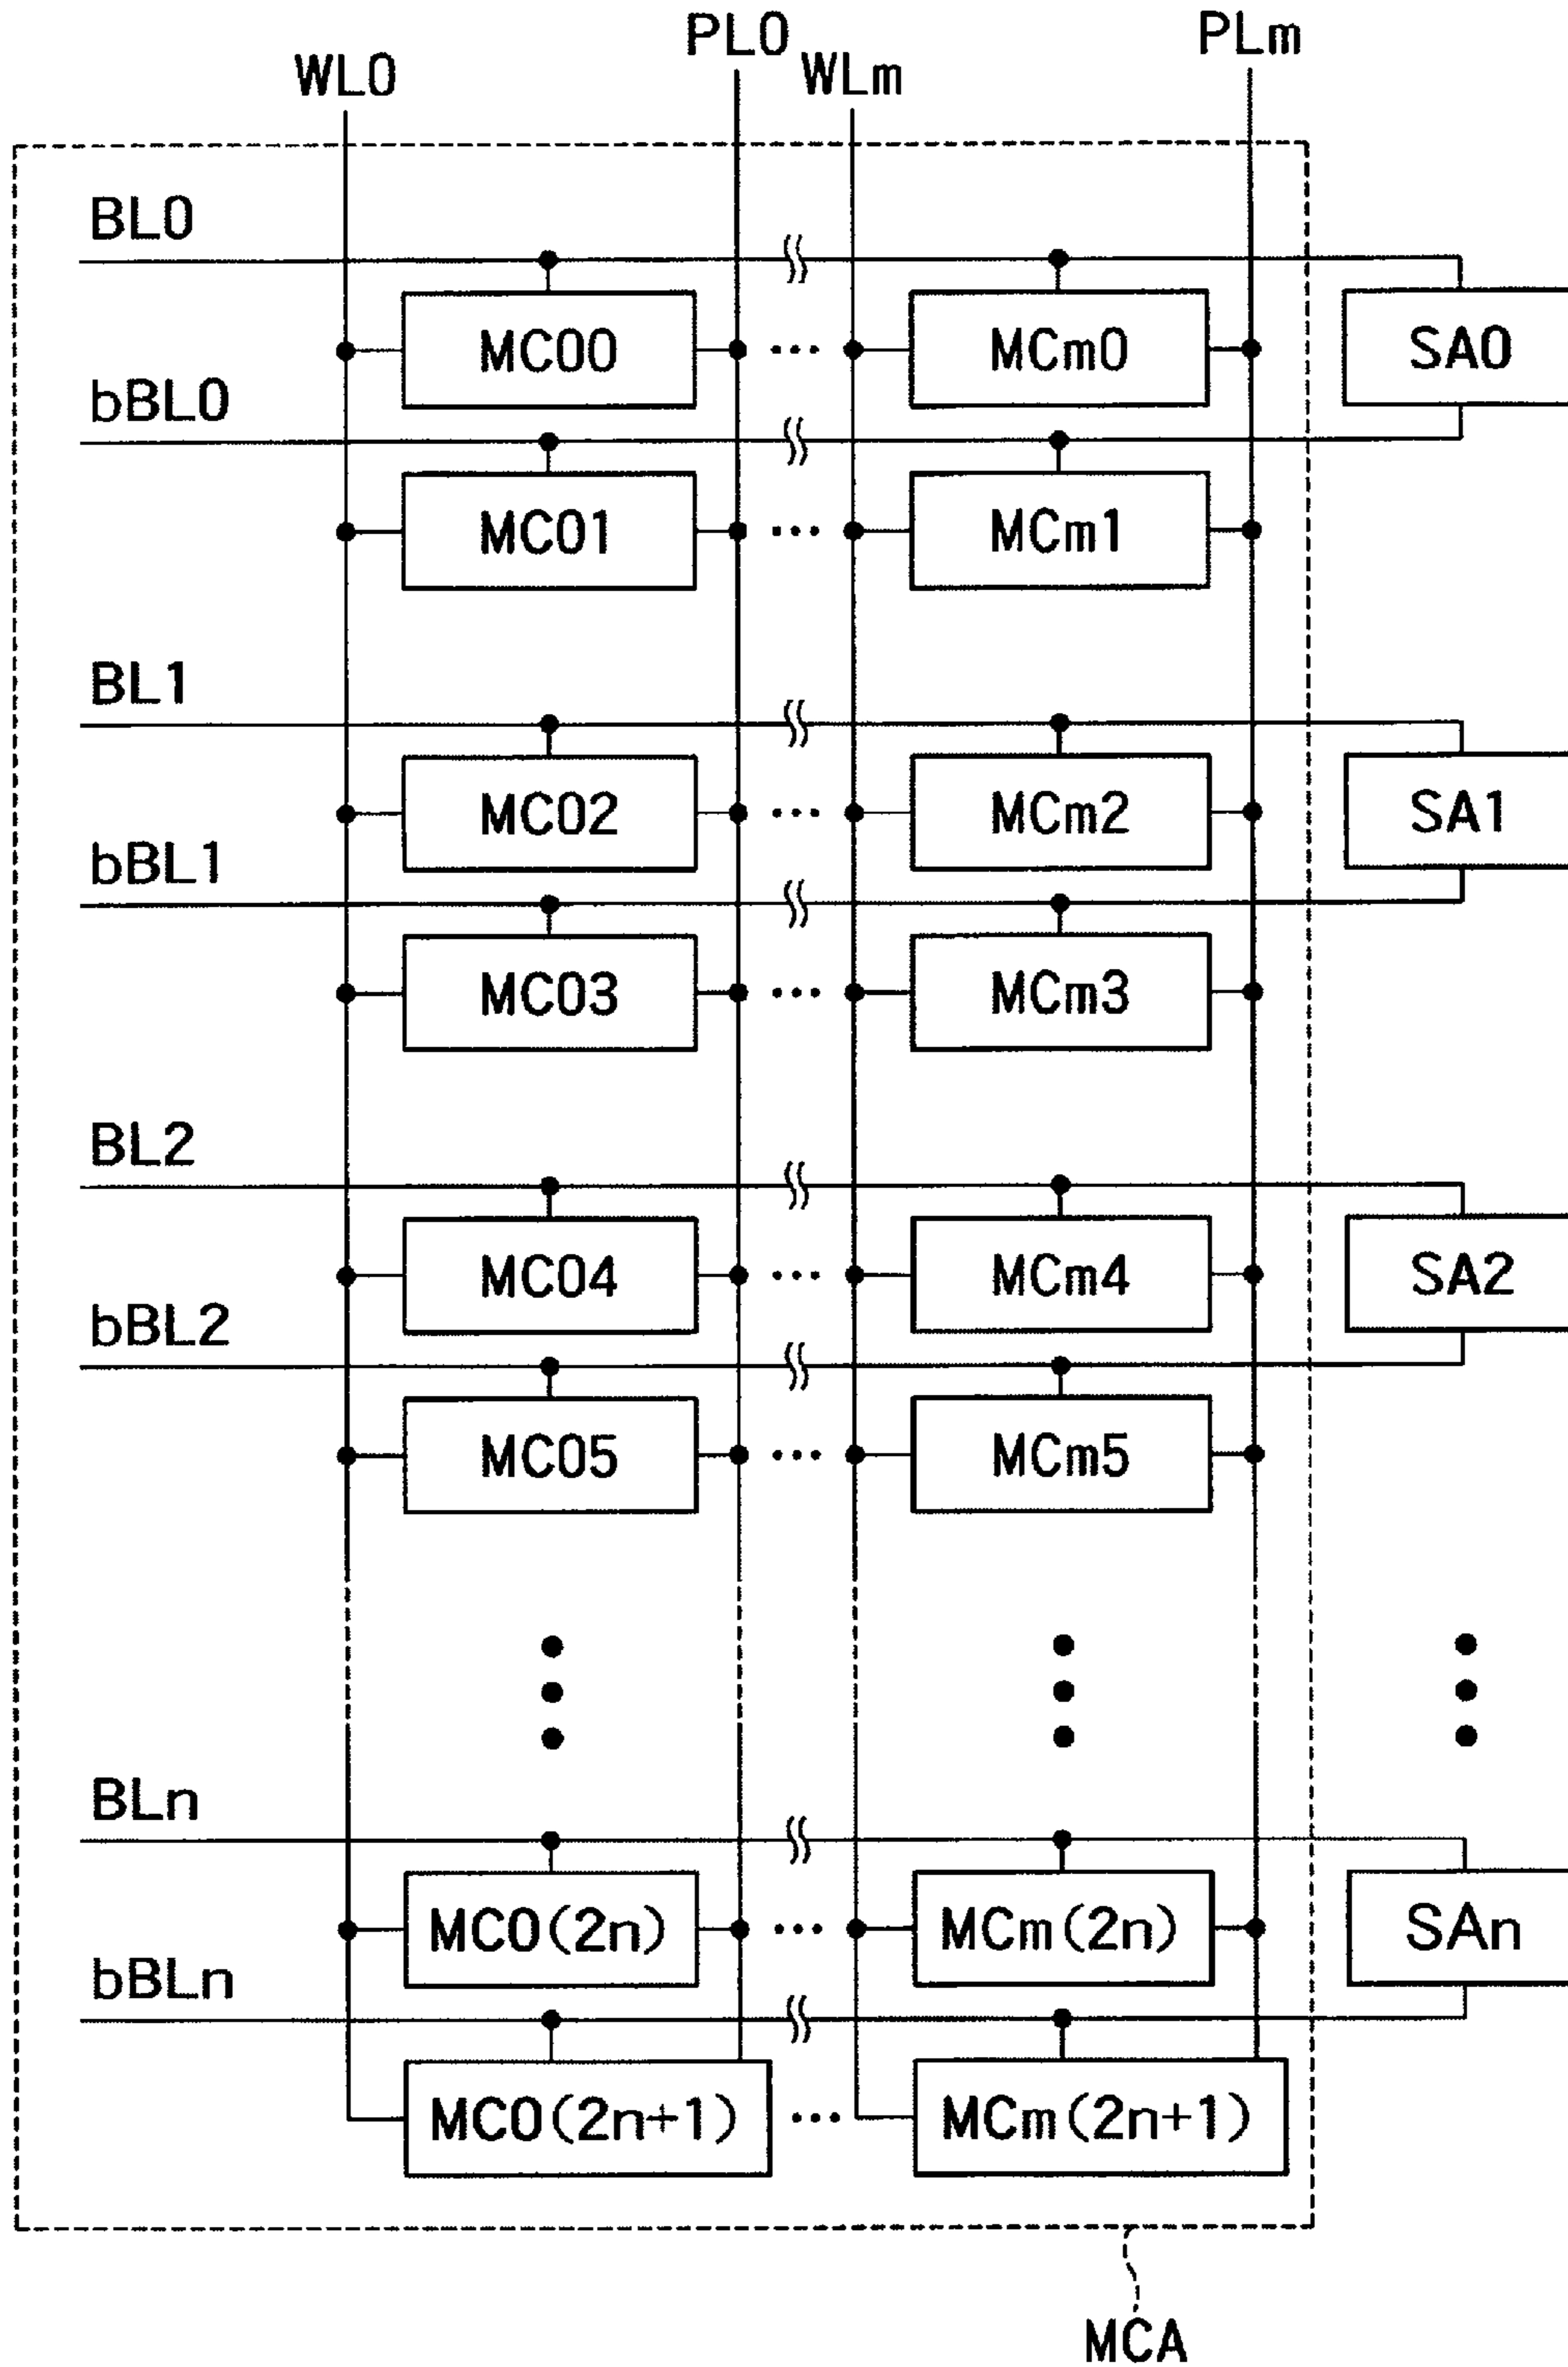 PL0 PLm
WL0 WLm
BL0
MC00 ... MCm0 SA0
bBL0
MC01 ... MCm1
BL1
MC02 ... MCm2 SA1
bBL1
MC03 ... MCm3
BL2
MC04 ... MCm4 SA2
bBL2
MC05 ... MCm5
BLn
MC0(2n) ... MCm(2n) SAn
bBLn
MC0(2n+1) ... MCm(2n+1)
MCA